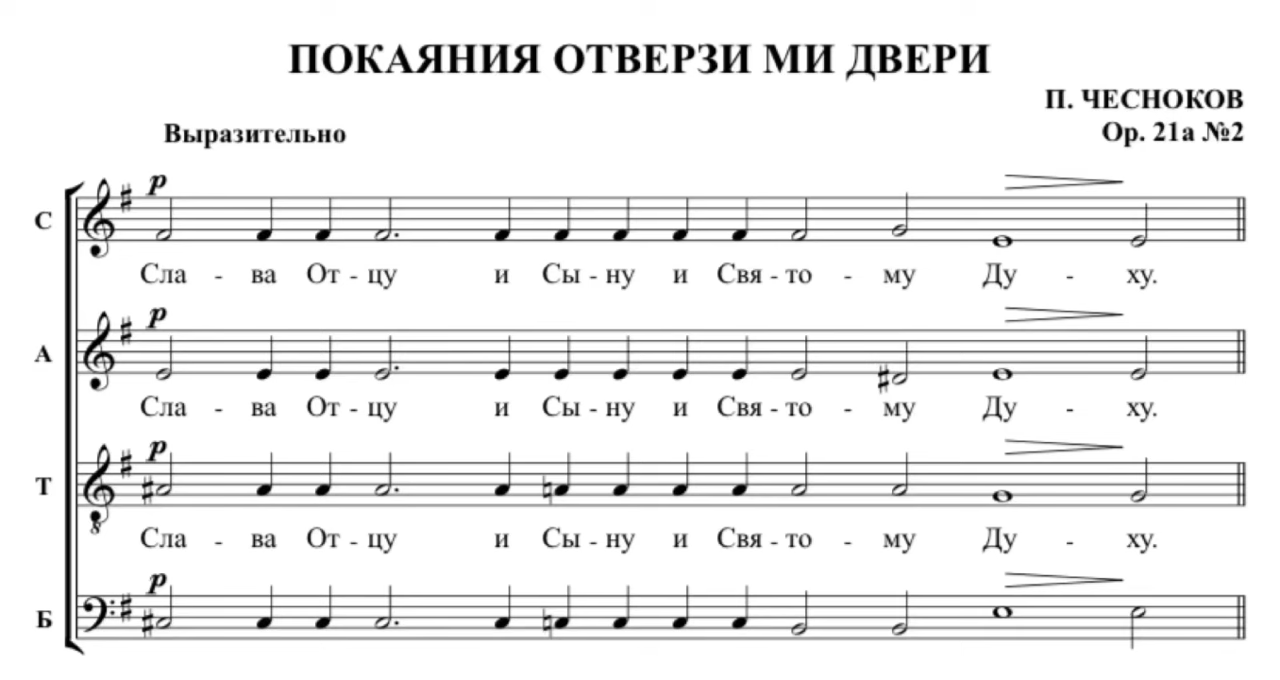 ПОКАЯНИЯ ОТВЕРЗИ МИ ДВЕРИ
П. ЧЕСНОКОВ
Выразительно
Ор. 21а №2
p
С
Сла - ва От - цу и Сы - ну и Свя - то - му Ду - ху.
p
А
Сла - ва От - цу и Сы - ну и Свя - то - му Ду - ху.
p
Т
8
Сла - ва От - цу и Сы - ну и Свя - то - му Ду - ху.
p
Б